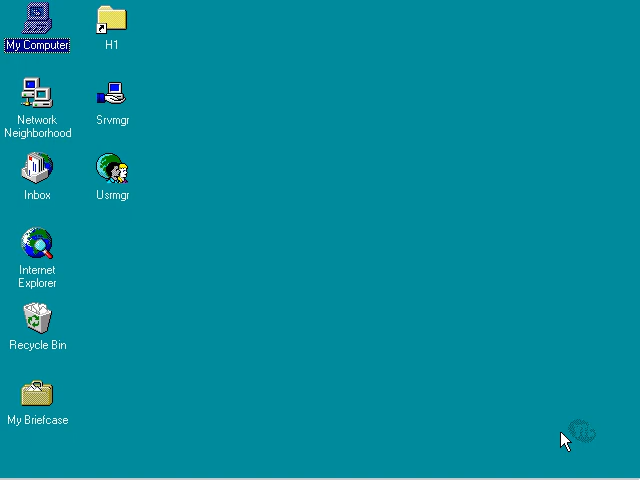 My Computer
H1
Network
Neighborhood
Srvmgr
Inbox
Usrmgr
Internet
Explorer
Recycle Bin
My Briefcase